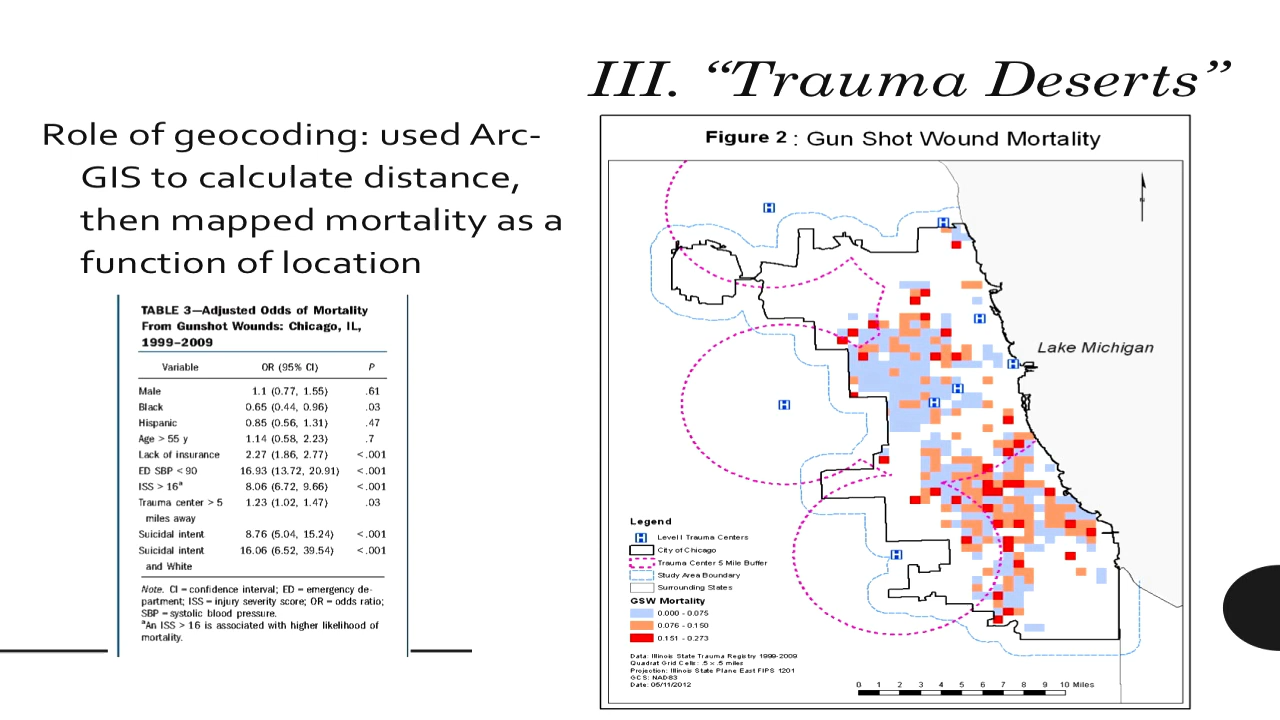 III. “Trauma Deserts”
Role of geocoding: used Arc-
GIS to calculate distance,
then mapped mortality as a
function of location
TABLE 3—Adjusted Odds of Mortality
From Gunshot Wounds: Chicago, IL,
1999–2009
Variable OR (95% CI) P
Male 1.1 (0.77, 1.55) .61
Black 0.65 (0.44, 0.96) .03
Hispanic 0.85 (0.56, 1.31) .47
Age > 55 y 1.14 (0.58, 2.23) .7
Lack of insurance 2.27 (1.86, 2.77) <.001
ED SBP < 90 16.93 (13.72, 20.91) <.001
ISS > 16a 8.06 (6.72, 9.66) <.001
Trauma center > 5 1.23 (1.02, 1.47) .03
miles away
Suicidal intent 8.76 (5.04, 15.24) <.001
Suicidal intent 16.06 (6.52, 39.54) <.001
and White
Note. CI = confidence interval; ED = emergency de-
partment; ISS = injury severity score; OR = odds ratio;
SBP = systolic blood pressure.
aAn ISS > 16 is associated with higher likelihood of
mortality.
Figure 2 : Gun Shot Wound Mortality
H
H
H
H
Lake Michigan
H
H
H
H
Legend
H Level I Trauma Centers
City of Chicago
Trauma Center 5 Mile Buffer
Study Area Boundary
Surrounding States
GSW Mortality
0.000 - 0.075
0.076 - 0.150
0.151 - 0.273
Data: Illinois State Trauma Registry 1999-2009
Quadrat Grid Cells: .5 x .5 miles
Projection: Illinois State Plane East FIPS 1201
GCS: NAD83
Date: 05/11/2012
0 1 2 3 4 5 6 7 8 9 10 Miles